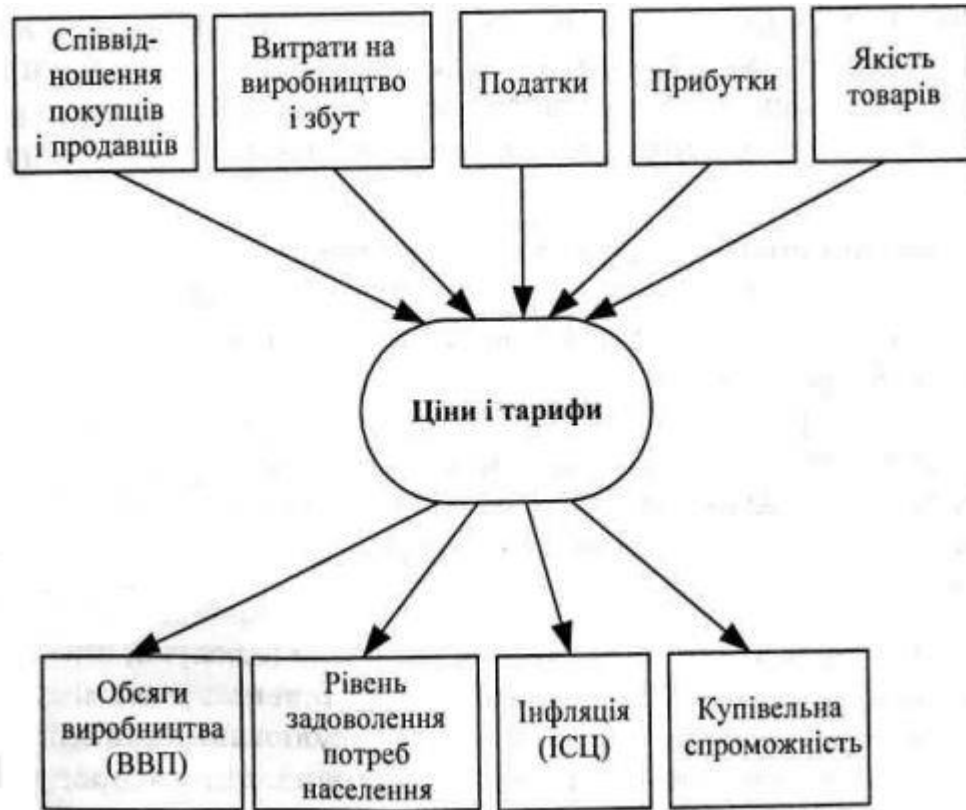 Співвід-
ношення
покупців
і продавців
Витрати на
виробництво
і збут
Податки
Прибутки
Якість
товарів
Ціни і тарифи
Обсяги
виробництва
(ВВП)
Рівень
задоволення
потреб
населення
Інфляція
(ІСЦ)
Купівельна
спроможність